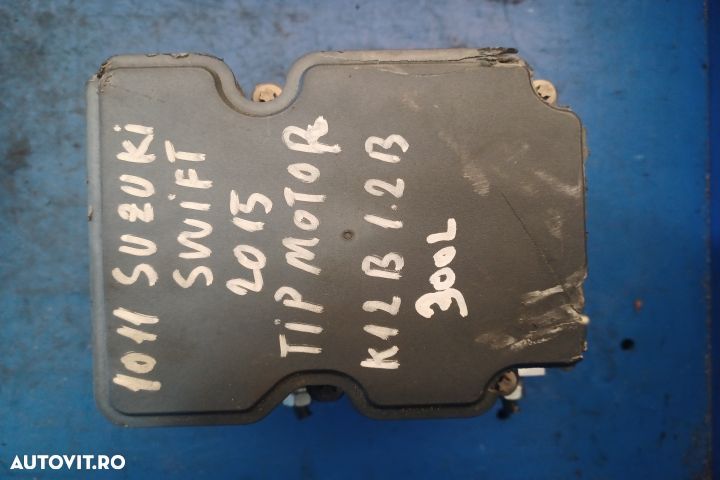 1011 SUZUKi
SWiFT
2015
TiP MOTOR
K12B 1.2B
300L
AUTOVIT.RO